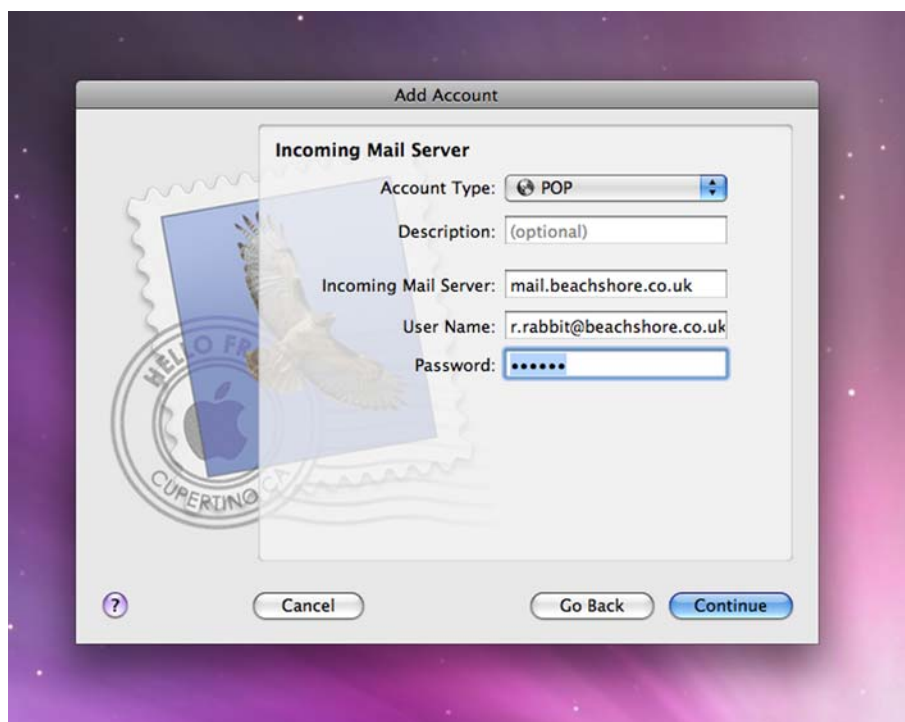 Add Account
Incoming Mail Server
Account Type: POP
Description: (optional)
Incoming Mail Server: mail.beachshore.co.uk
User Name: r.rabbit@beachshore.co.uk
Password: ••••••
HELLO FR
CUPERTINO CA
? Cancel Go Back Continue